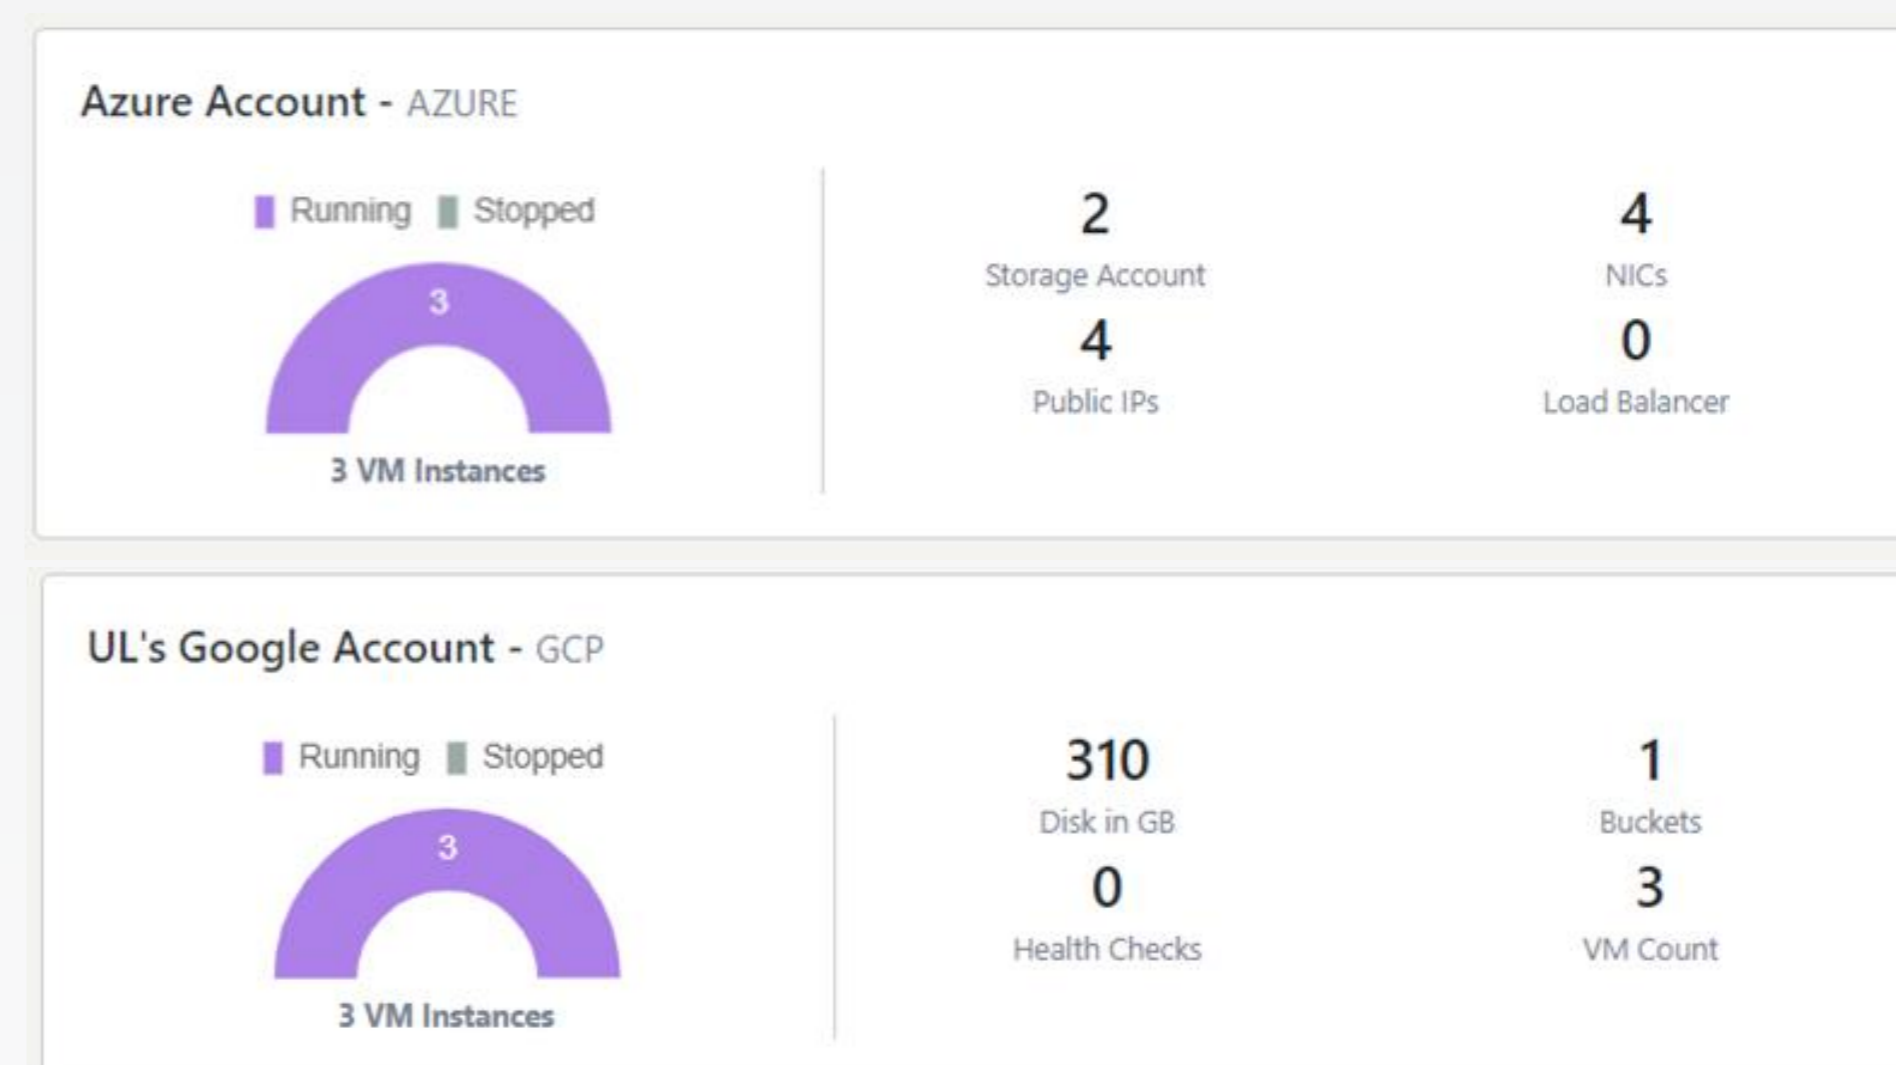 Azure Account - AZURE
Running Stopped
3
3 VM Instances
2
Storage Account
4
NICs
4
Public IPs
0
Load Balancer
UL's Google Account - GCP
Running Stopped
3
3 VM Instances
310
Disk in GB
1
Buckets
0
Health Checks
3
VM Count